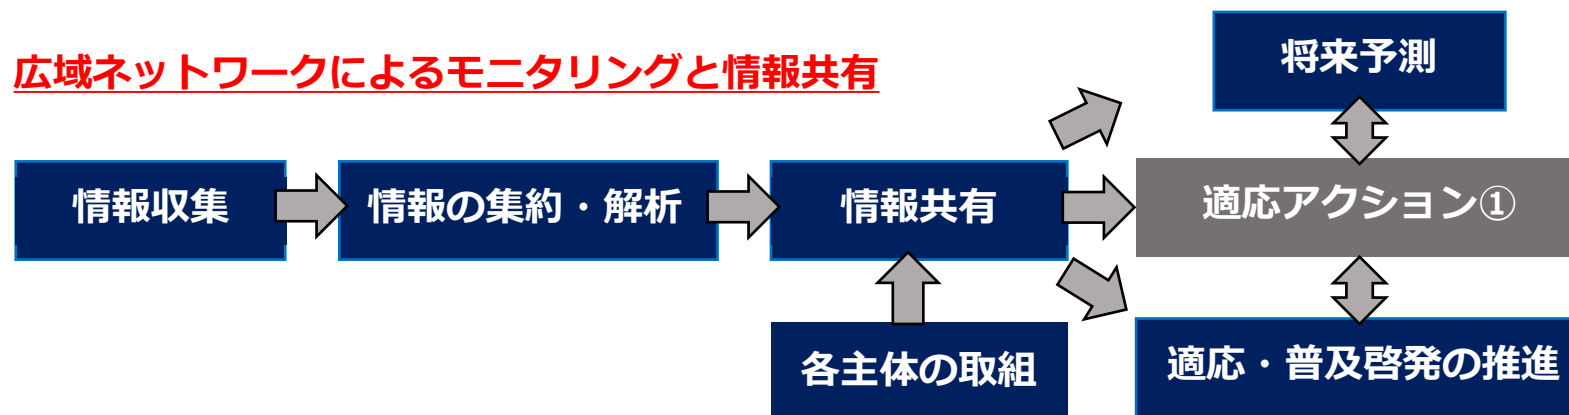 広域ネットワークによるモニタリングと情報共有
将来予測
情報収集
情報の集約・解析
情報共有
適応アクション①
各主体の取組
適応・普及啓発の推進